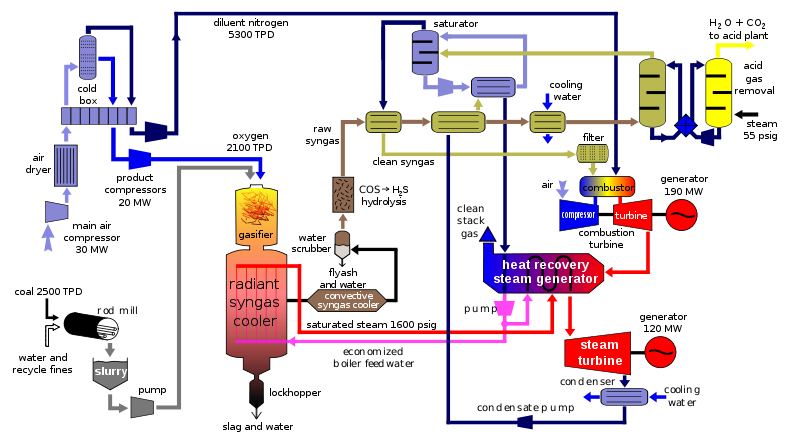 diluent nitrogen
5300 TPD
saturator
H₂O + CO₂
to acid plant
cold
box
cooling
water
acid
gas
removal
steam
55 psig
oxygen
2100 TPD
raw
syngas
filter
clean syngas
air
dryer
product
compressors
20 MW
COS→H₂S
hydrolysis
air
combustor
generator
190 MW
compressor
turbine
combustion
turbine
main air
compressor
30 MW
gasifier
water
scrubber
clean
stack
gas
flyash
and water
heat recovery
steam generator
radiant
syngas
cooler
convective
syngas cooler
coal 2500 TPD
rod mill
pump
saturated steam 1600 psig
generator
120 MW
water and
recycle fines
economized
boiler feed water
steam
turbine
slurry
pump
lockhopper
condenser
cooling
water
condensate pump
slag and water